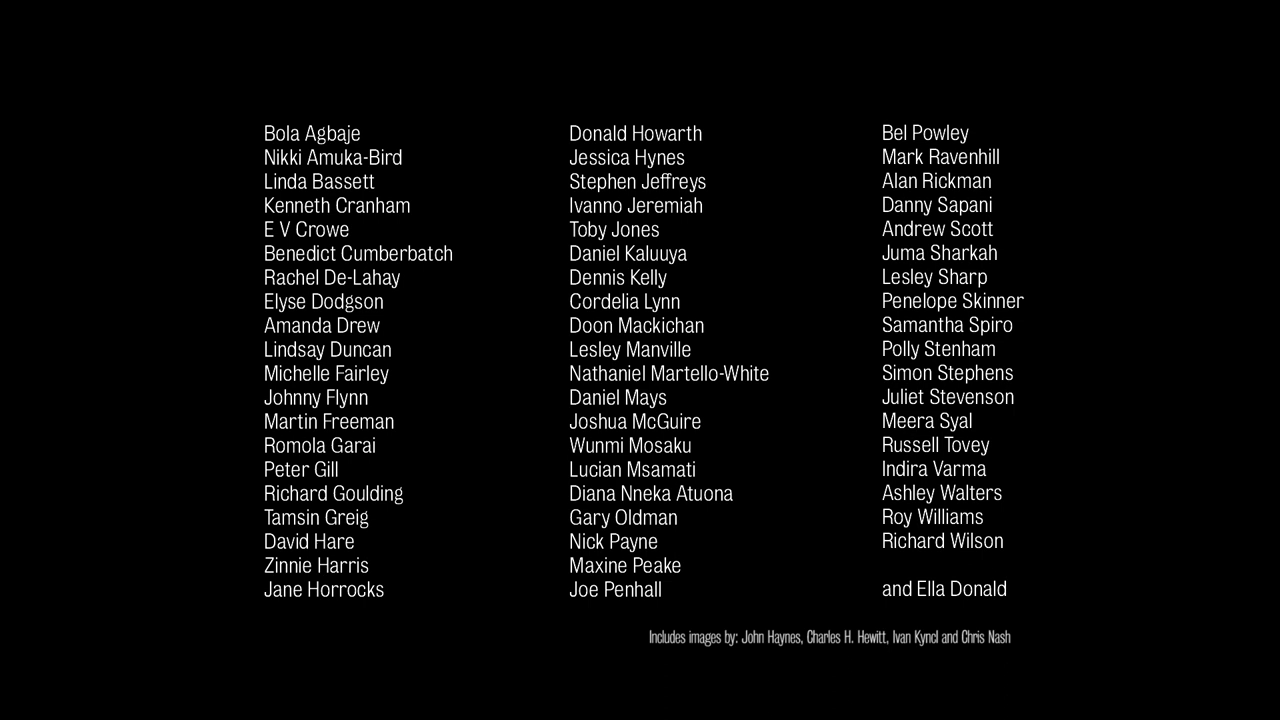 Bola Agbaje
Nikki Amuka-Bird
Linda Bassett
Kenneth Cranham
E V Crowe
Benedict Cumberbatch
Rachel De-Lahay
Elyse Dodgson
Amanda Drew
Lindsay Duncan
Michelle Fairley
Johnny Flynn
Martin Freeman
Romola Garai
Peter Gill
Richard Goulding
Tamsin Greig
David Hare
Zinnie Harris
Jane Horrocks
Donald Howarth
Jessica Hynes
Stephen Jeffreys
Ivanno Jeremiah
Toby Jones
Daniel Kaluuya
Dennis Kelly
Cordelia Lynn
Doon Mackichan
Lesley Manville
Nathaniel Martello-White
Daniel Mays
Joshua McGuire
Wunmi Mosaku
Lucian Msamati
Diana Nneka Atuona
Gary Oldman
Nick Payne
Maxine Peake
Joe Penhall
Bel Powley
Mark Ravenhill
Alan Rickman
Danny Sapani
Andrew Scott
Juma Sharkah
Lesley Sharp
Penelope Skinner
Samantha Spiro
Polly Stenham
Simon Stephens
Juliet Stevenson
Meera Syal
Russell Tovey
Indira Varma
Ashley Walters
Roy Williams
Richard Wilson
and Ella Donald
Includes images by: John Haynes, Charles H. Hewitt, Ivan Kyncl and Chris Nash